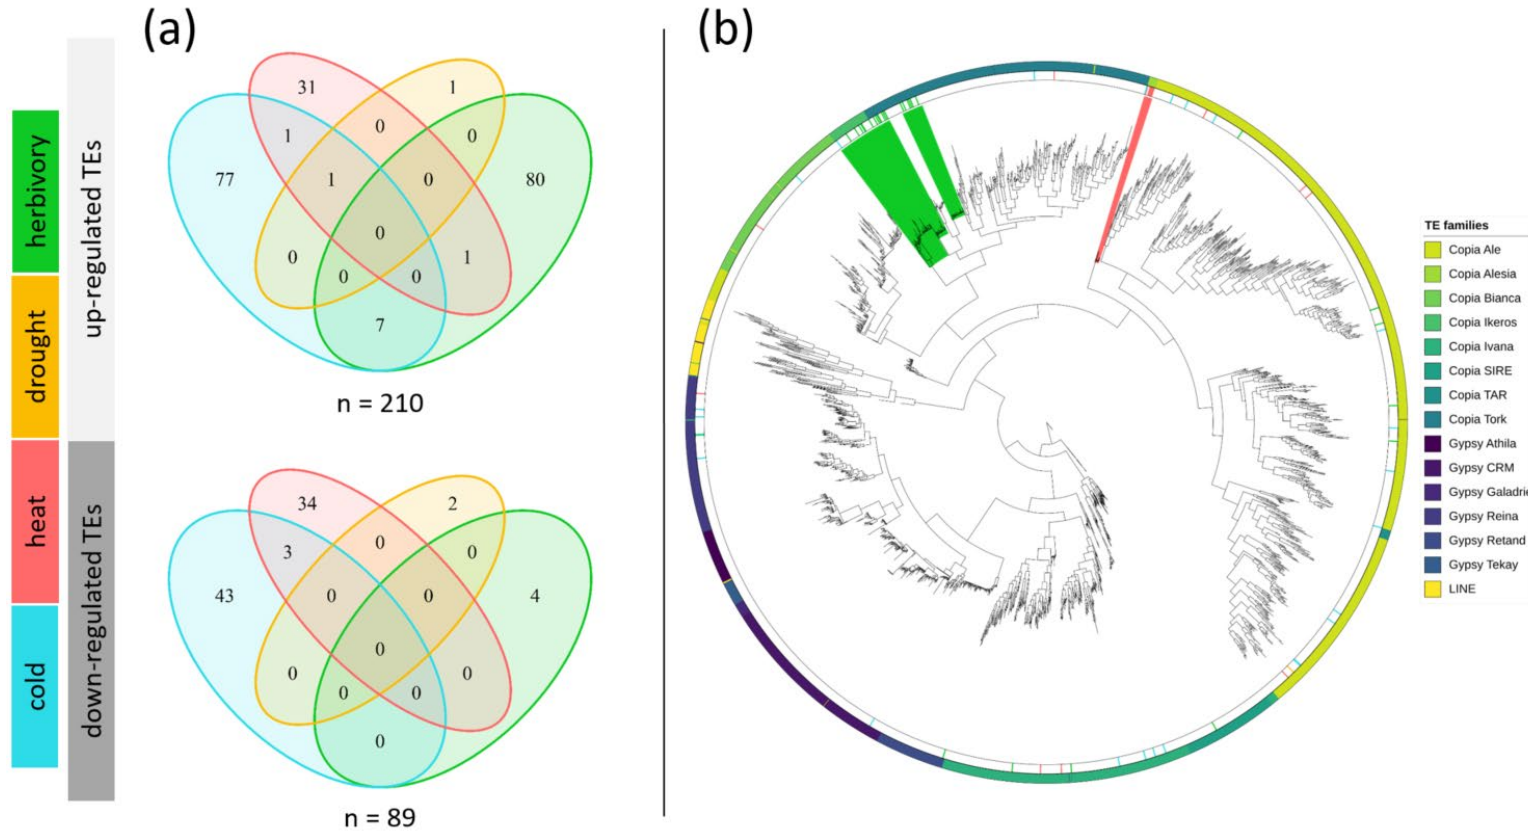 (a)
(b)
herbivory
drought
heat
cold
up-regulated TEs
down-regulated TEs
31
1
1
0
0
77
1
0
80
0
0
0
0
1
7
n = 210
34
2
3
0
0
43
0
0
4
0
0
0
0
0
0
n = 89
TE families
Copia Ale
Copia Alesia
Copia Bianca
Copia Ikeros
Copia Ivana
Copia SIRE
Copia TAR
Copia Tork
Gypsy Athila
Gypsy CRM
Gypsy Galadrie
Gypsy Reina
Gypsy Retand
Gypsy Tekay
LINE